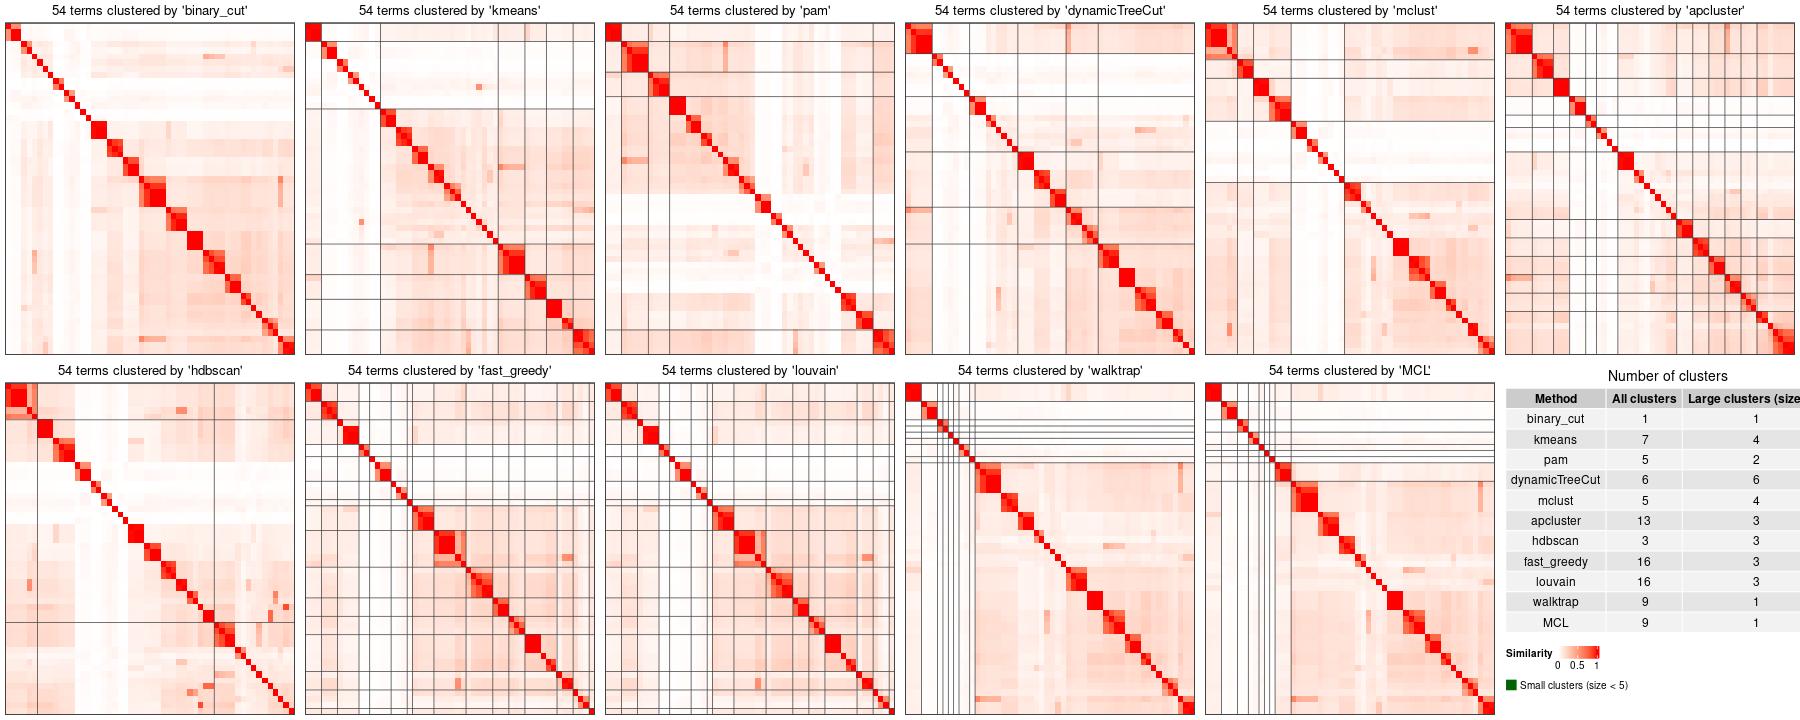 54 terms clustered by 'binary_cut'
54 terms clustered by 'kmeans'
54 terms clustered by 'pam'
54 terms clustered by 'dynamicTreeCut'
54 terms clustered by 'mclust'
54 terms clustered by 'apcluster'
54 terms clustered by 'hdbscan'
54 terms clustered by 'fast_greedy'
54 terms clustered by 'louvain'
54 terms clustered by 'walktrap'
54 terms clustered by 'MCL'
Number of clusters
Method All clusters Large clusters (size
binary_cut 1 1
kmeans 7 4
pam 5 2
dynamicTreeCut 6 6
mclust 5 4
apcluster 13 3
hdbscan 3 3
fast_greedy 16 3
louvain 16 3
walktrap 9 1
MCL 9 1
Similarity
0 0.5 1
Small clusters (size < 5)